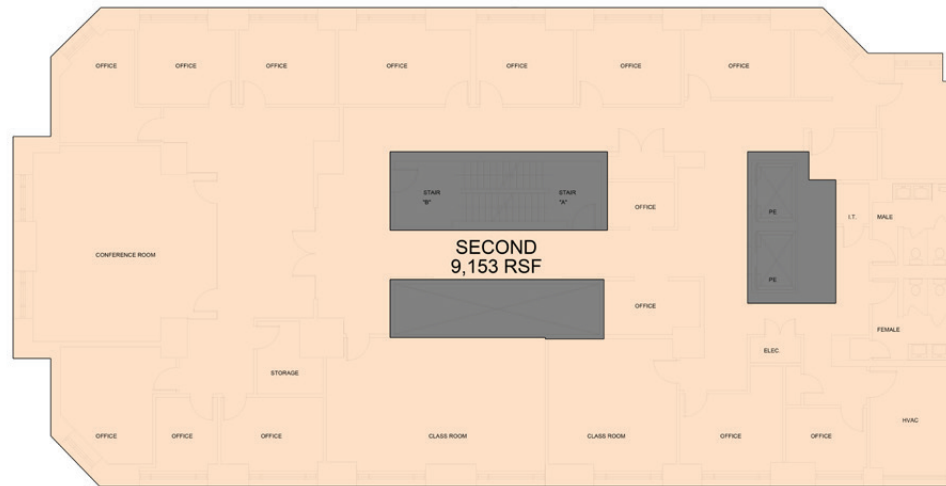 OFFICE
OFFICE
OFFICE
OFFICE
OFFICE
OFFICE
OFFICE
STAIR
"B"
STAIR
"A"
OFFICE
PE
I.T.
MALE
SECOND
9,153 RSF
CONFERENCE ROOM
PE
OFFICE
FEMALE
ELEC.
STORAGE
OFFICE
OFFICE
OFFICE
CLASS ROOM
CLASS ROOM
OFFICE
OFFICE
HVAC